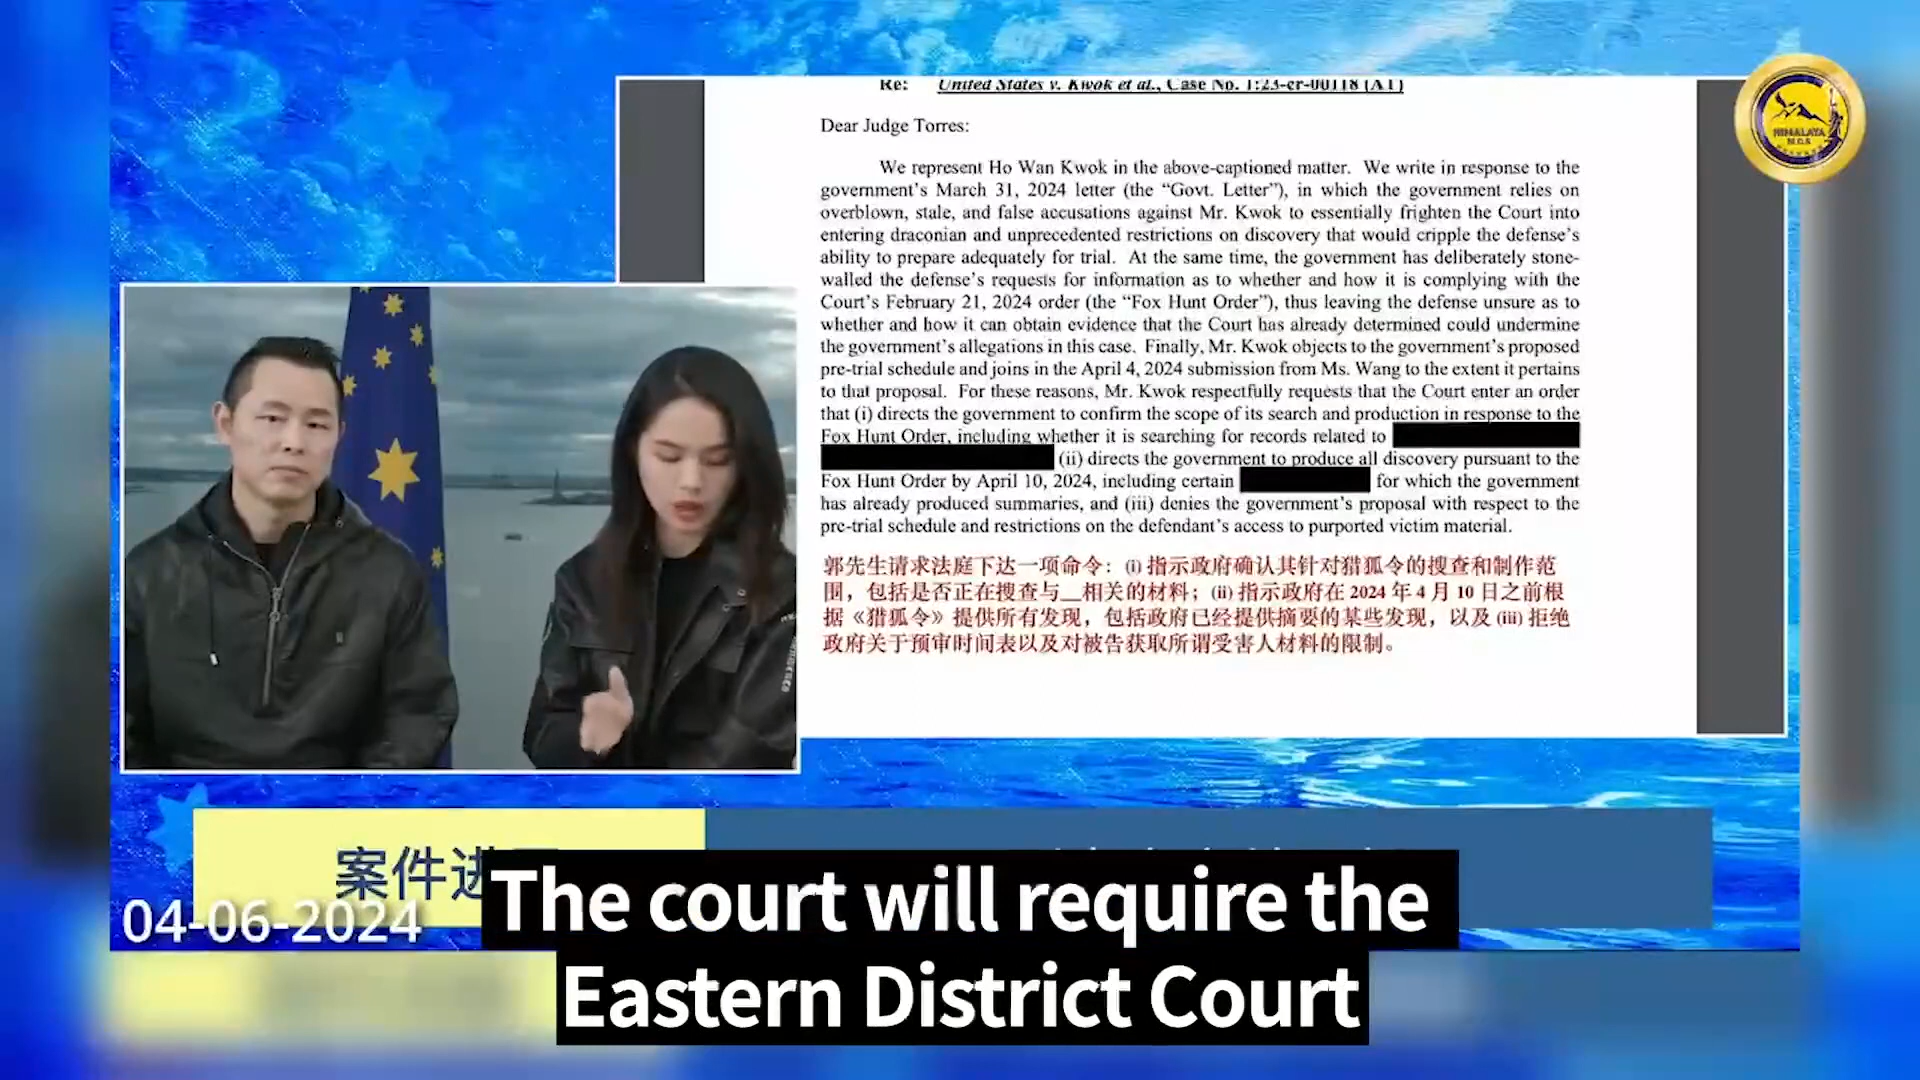 Re: United States v. Kwok et al., Case No. 1:23-cr-00118 (AT)
Dear Judge Torres:
We represent Ho Wan Kwok in the above-captioned matter. We write in response to the
government's March 31, 2024 letter (the “Govt. Letter”), in which the government relies on
overblown, stale, and false accusations against Mr. Kwok to essentially frighten the Court into
entering draconian and unprecedented restrictions on discovery that would cripple the defense's
ability to prepare adequately for trial. At the same time, the government has deliberately stone-
walled the defense's requests for information as to whether and how it is complying with the
Court's February 21, 2024 order (the “Fox Hunt Order”), thus leaving the defense unsure as to
whether and how it can obtain evidence that the Court has already determined could undermine
the government's allegations in this case. Finally, Mr. Kwok objects to the government's proposed
pre-trial schedule and joins in the April 4, 2024 submission from Ms. Wang to the extent it pertains
to that proposal. For these reasons, Mr. Kwok respectfully requests that the Court enter an order
that (i) directs the government to confirm the scope of its search and production in response to the
Fox Hunt Order, including whether it is searching for records related to
(ii) directs the government to produce all discovery pursuant to the
Fox Hunt Order by April 10, 2024, including certain for which the government
has already produced summaries, and (iii) denies the government's proposal with respect to the
pre-trial schedule and restrictions on the defendant's access to purported victim material.
郭先生请求法庭下达一项命令：(i) 指示政府确认其针对猎狐令的搜查和制作范
围，包括是否正在搜查与__相关的材料；(ii) 指示政府在 2024 年 4 月 10 日之前根
据《猎狐令》提供所有发现，包括政府已经提供摘要的某些发现，以及 (iii) 拒绝
政府关于预审时间表以及对被告获取所谓受害人材料的限制。
HIMALAYA
案件进
04-06-2024
The court will require the
Eastern District Court